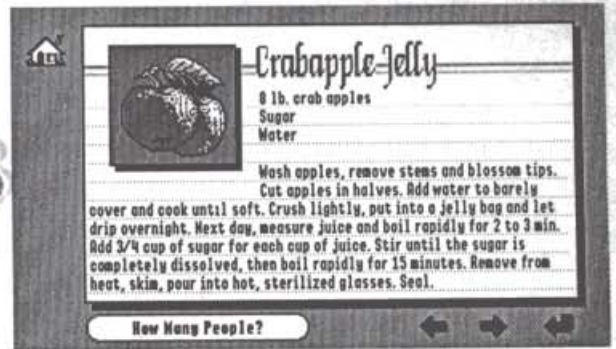 Crabapple Jelly
8 lb. crab apples
Sugar
Water
Wash apples, remove stems and blossom tips.
Cut apples in halves. Add water to barely
cover and cook until soft. Crush lightly, put into a jelly bag and let
drip overnight. Next day, measure juice and boil rapidly for 2 to 3 min.
Add 3/4 cup of sugar for each cup of juice. Stir until the sugar is
completely dissolved, then boil rapidly for 15 minutes. Remove from
heat, skim, pour into hot, sterilized glasses. Seal.
How Many People?